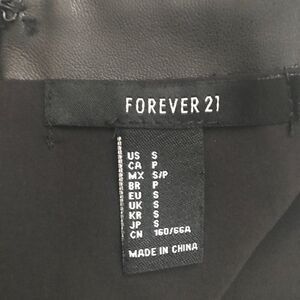 FOREVER 21
US S
CA P
MX S/P
BR P
EU S
UK S
KR S
JP S
CN 160/66A
MADE IN CHINA